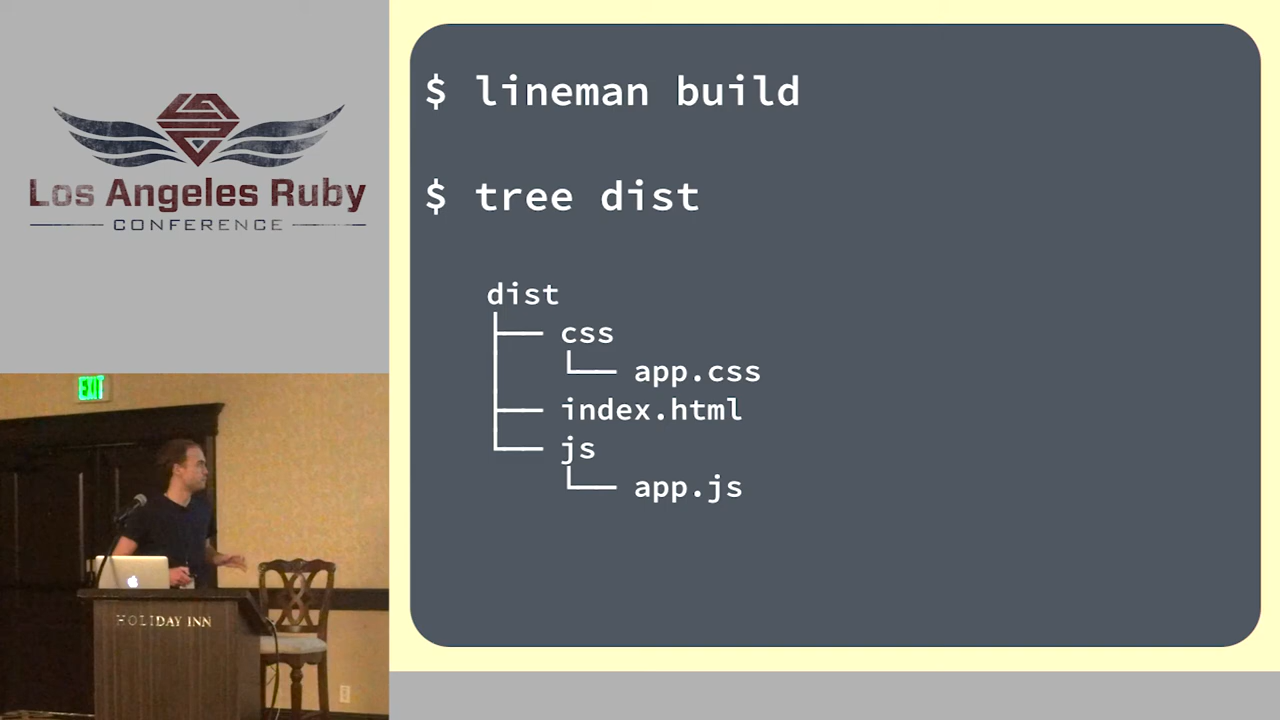 Los Angeles Ruby
CONFERENCE
EXIT
HOLIDAY INN
$ lineman build
$ tree dist
dist
├── css
│   └── app.css
├── index.html
└── js
    └── app.js